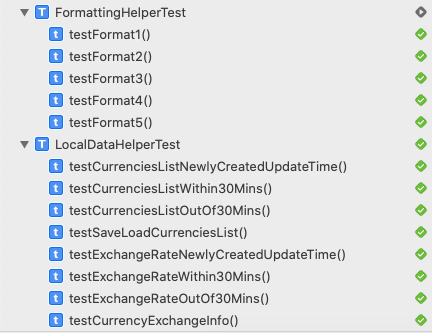 T FormattingHelperTest
t testFormat1()
t testFormat2()
t testFormat3()
t testFormat4()
t testFormat5()
T LocalDataHelperTest
t testCurrenciesListNewlyCreatedUpdateTime()
t testCurrenciesListWithin30Mins()
t testCurrenciesListOutOf30Mins()
t testSaveLoadCurrenciesList()
t testExchangeRateNewlyCreatedUpdateTime()
t testExchangeRateWithin30Mins()
t testExchangeRateOutOf30Mins()
t testCurrencyExchangeInfo()